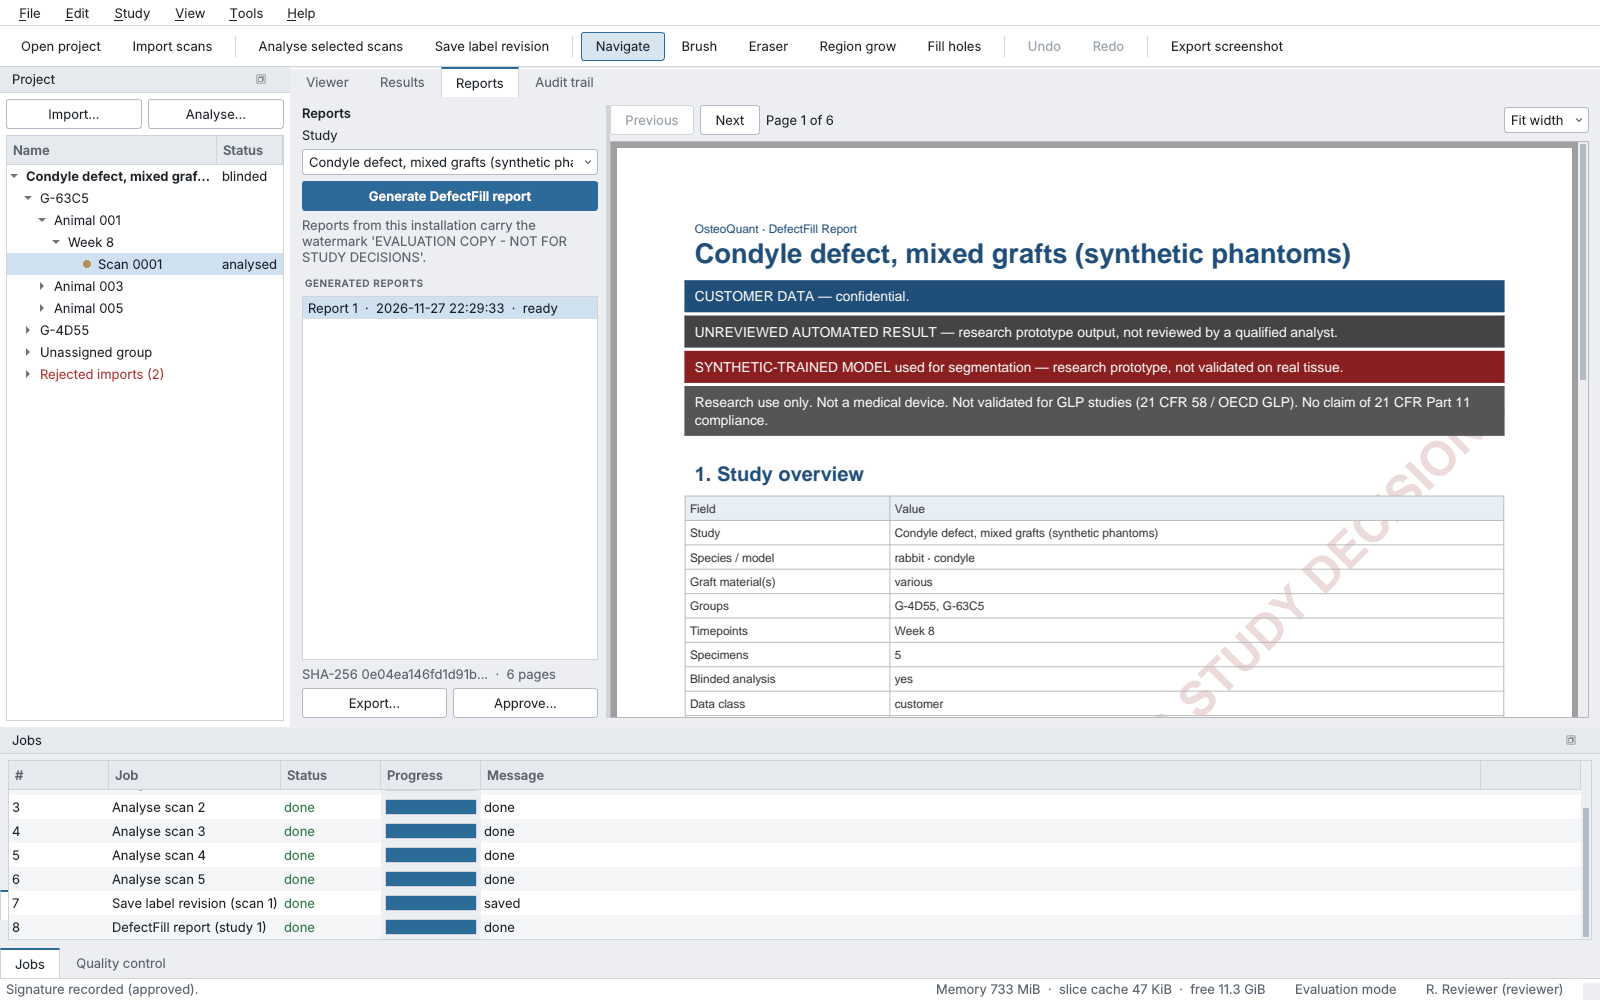 File Edit Study View Tools Help
Open project Import scans Analyse selected scans Save label revision Navigate Brush Eraser Region grow Fill holes Undo Redo Export screenshot
Project
Import... Analyse...
Name Status
Condyle defect, mixed graf... blinded
G-63C5
Animal 001
Week 8
Scan 0001 analysed
Animal 003
Animal 005
G-4D55
Unassigned group
Rejected imports (2)
Viewer Results Reports Audit trail
Reports
Study
Condyle defect, mixed grafts (synthetic pha
Generate DefectFill report
Reports from this installation carry the
watermark 'EVALUATION COPY - NOT FOR
STUDY DECISIONS'.
GENERATED REPORTS
Report 1 · 2026-11-27 22:29:33 · ready
SHA-256 0e04ea146fd1d91b... · 6 pages
Export... Approve...
Previous Next Page 1 of 6 Fit width
OsteoQuant · DefectFill Report
Condyle defect, mixed grafts (synthetic phantoms)
CUSTOMER DATA — confidential.
UNREVIEWED AUTOMATED RESULT — research prototype output, not reviewed by a qualified analyst.
SYNTHETIC-TRAINED MODEL used for segmentation — research prototype, not validated on real tissue.
Research use only. Not a medical device. Not validated for GLP studies (21 CFR 58 / OECD GLP). No claim of 21 CFR Part 11
compliance.
1. Study overview
Field Value
Study Condyle defect, mixed grafts (synthetic phantoms)
Species / model rabbit · condyle
Graft material(s) various
Groups G-4D55, G-63C5
Timepoints Week 8
Specimens 5
Blinded analysis yes
Data class customer
STUDY DECISION
Jobs
# Job Status Progress Message
3 Analyse scan 2 done done
4 Analyse scan 3 done done
5 Analyse scan 4 done done
6 Analyse scan 5 done done
7 Save label revision (scan 1) done saved
8 DefectFill report (study 1) done done
Jobs Quality control
Signature recorded (approved). Memory 733 MiB · slice cache 47 KiB · free 11.3 GiB Evaluation mode R. Reviewer (reviewer)